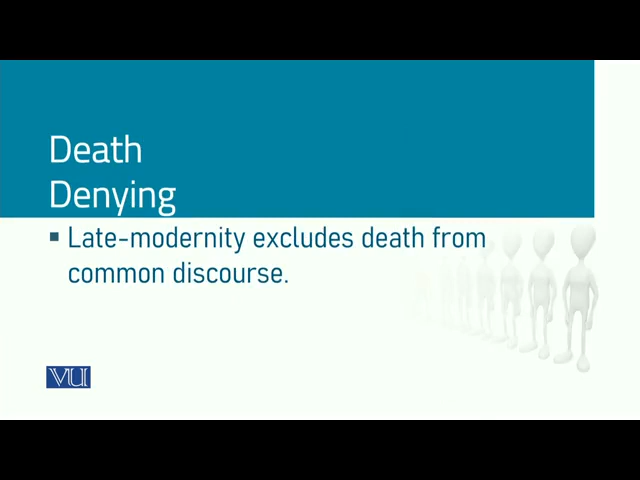 Death
Denying
▪ Late-modernity excludes death from
common discourse.
VU